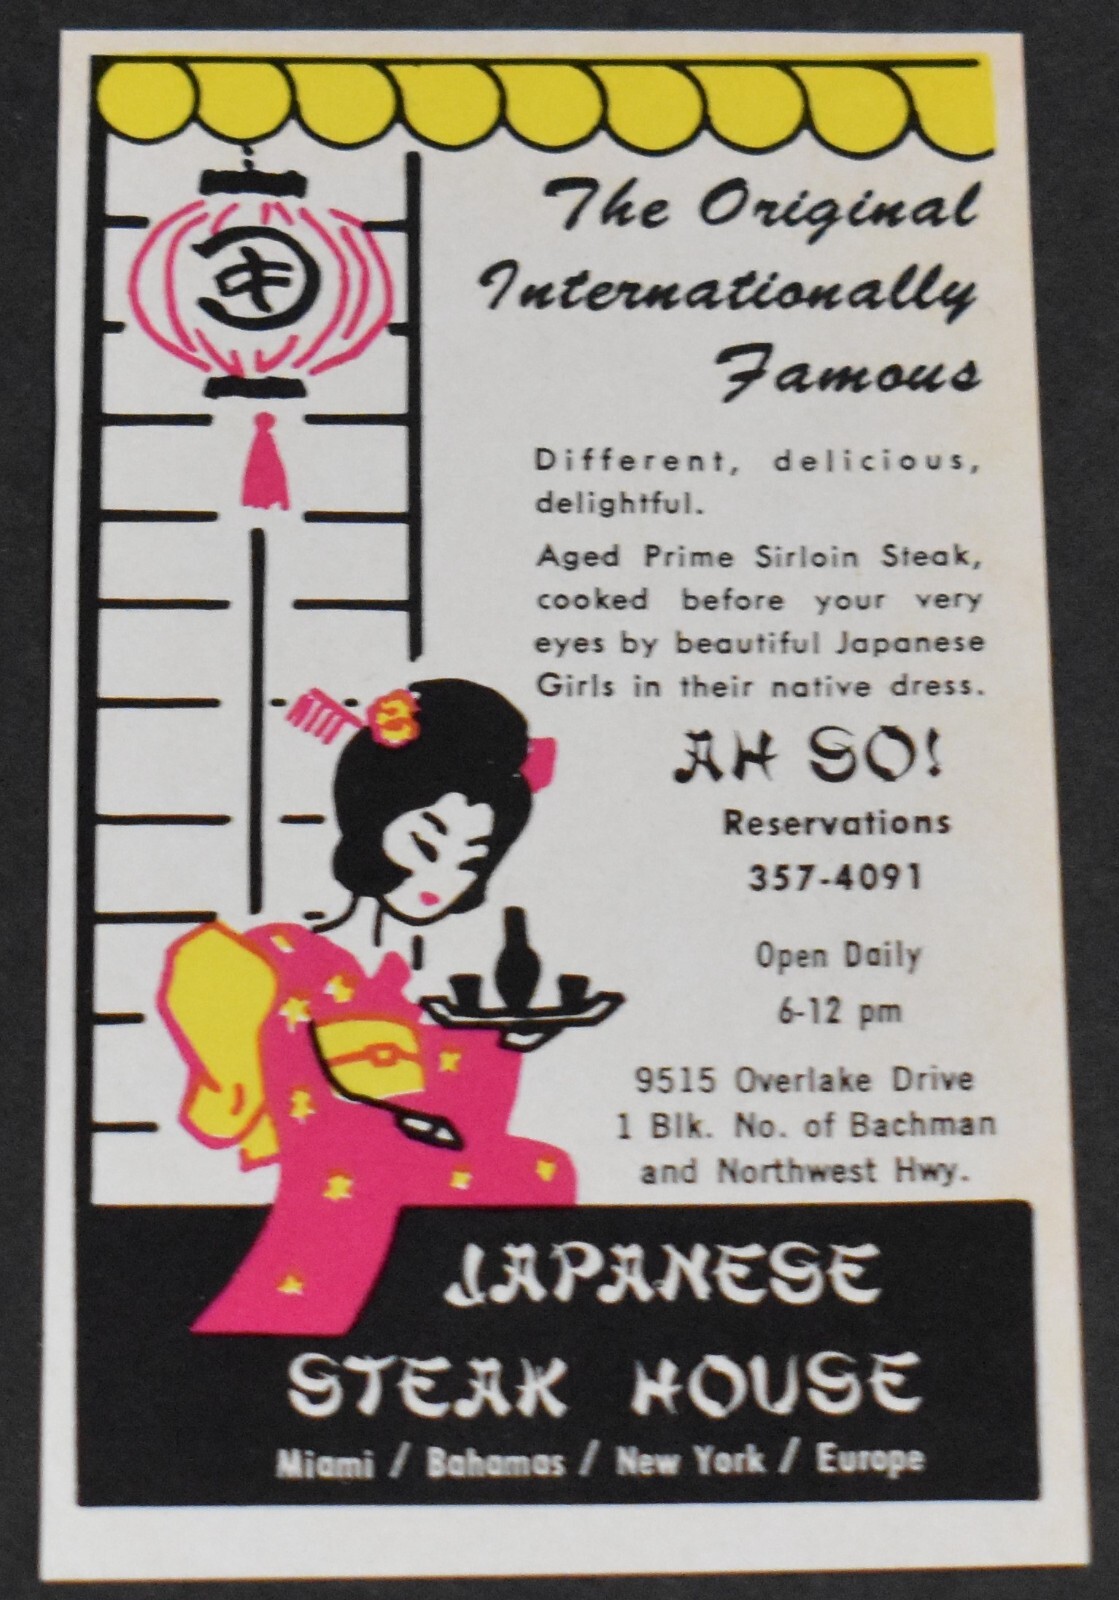 The Original
Internationally
Famous
Different, delicious,
delightful.
Aged Prime Sirloin Steak,
cooked before your very
eyes by beautiful Japanese
Girls in their native dress.
AH SO!
Reservations
357-4091
Open Daily
6-12 pm
9515 Overlake Drive
1 Blk. No. of Bachman
and Northwest Hwy.
JAPANESE
STEAK HOUSE
Miami / Bahamas / New York / Europe